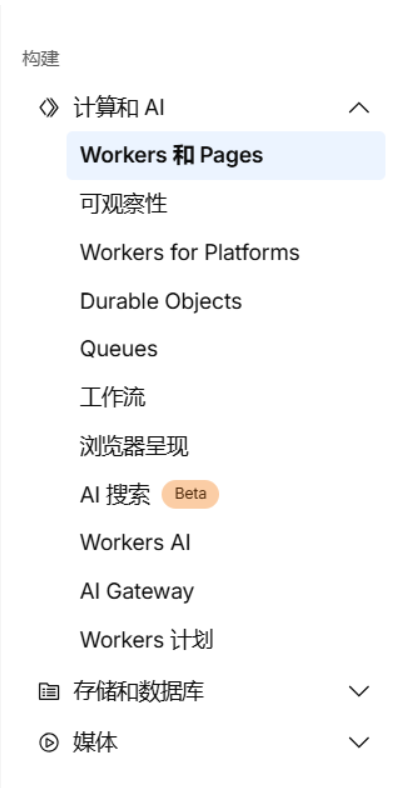 构建
计算和 AI
Workers 和 Pages
可观察性
Workers for Platforms
Durable Objects
Queues
工作流
浏览器呈现
AI 搜索 Beta
Workers AI
AI Gateway
Workers 计划
存储和数据库
媒体